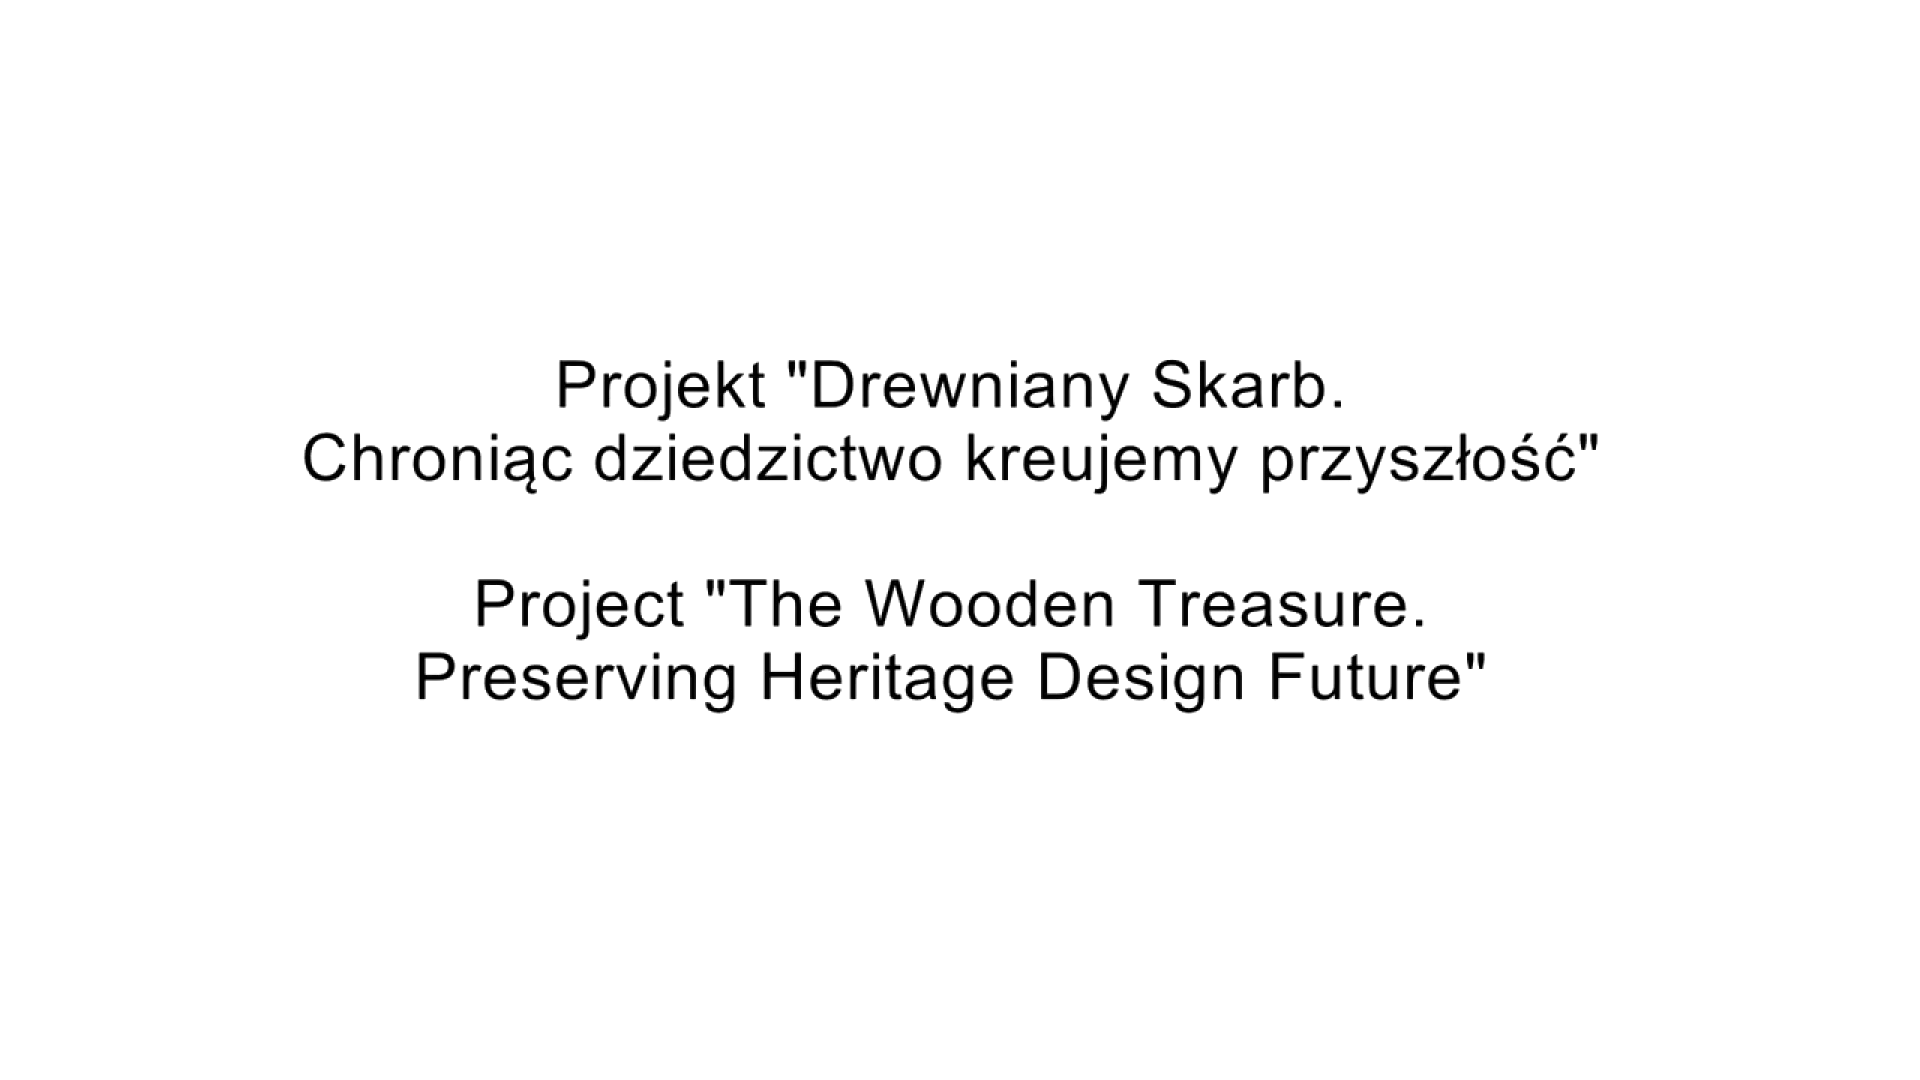 Projekt "Drewniany Skarb.
Chroniąc dziedzictwo kreujemy przyszłość"
Project "The Wooden Treasure.
Preserving Heritage Design Future"